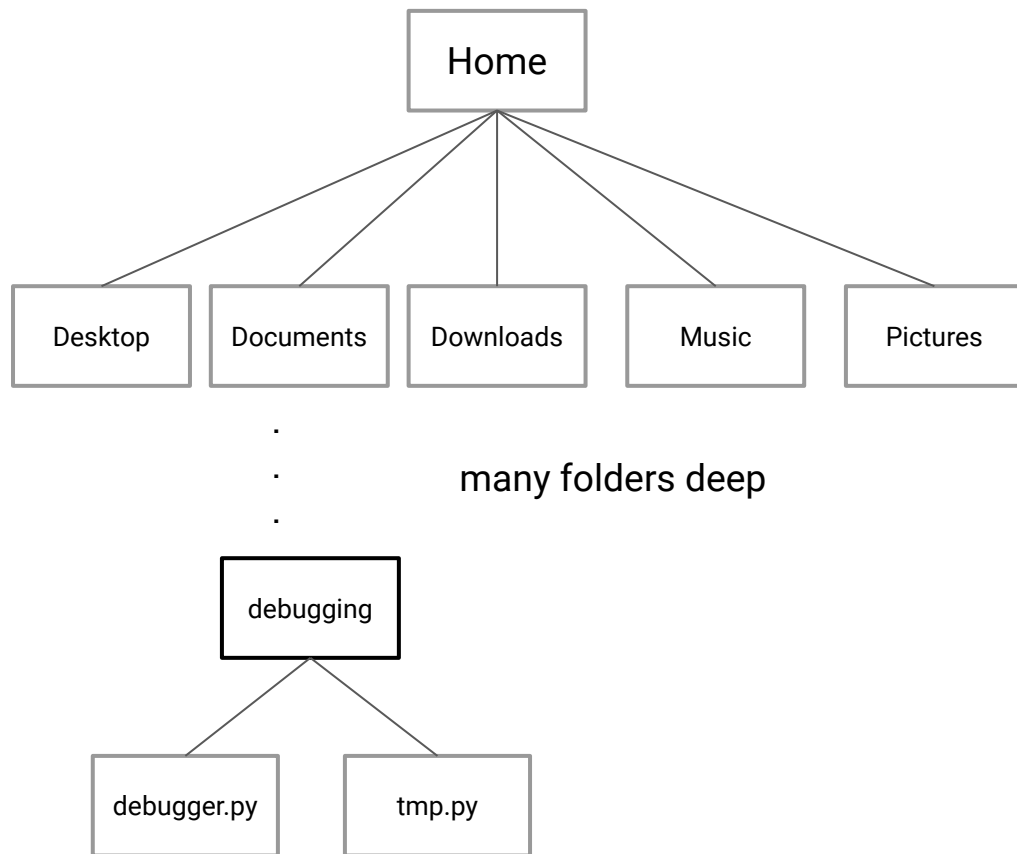 Home
Desktop
Documents
Downloads
Music
Pictures
many folders deep
debugging
debugger.py
tmp.py